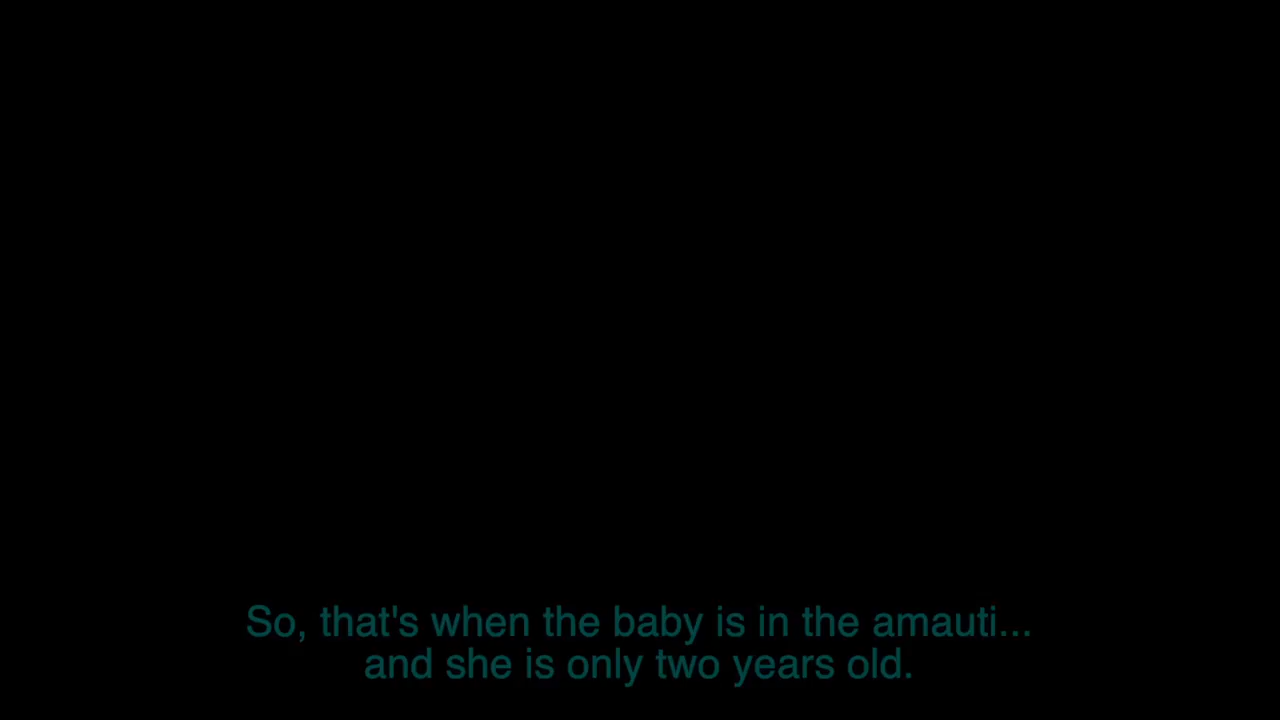 So, that's when the baby is in the amauti...
and she is only two years old.